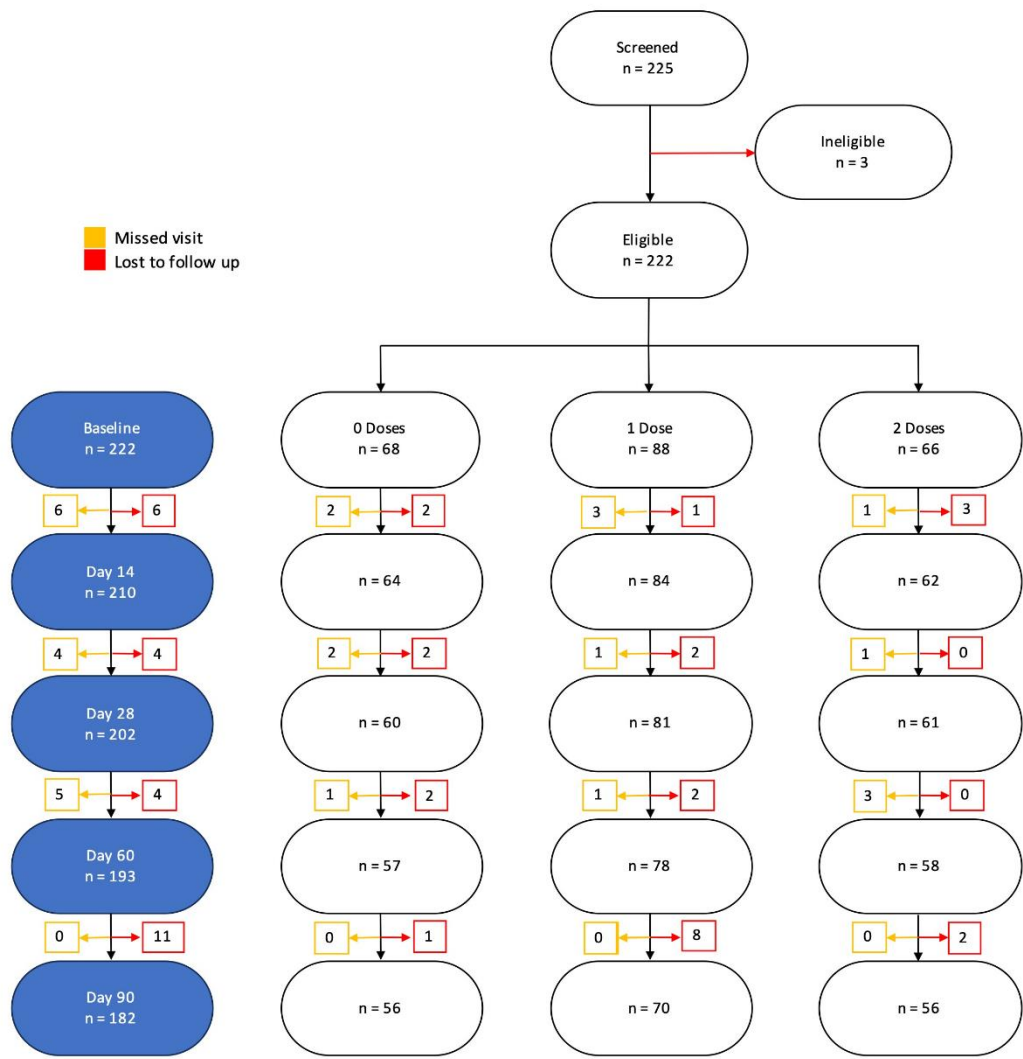 Screened
n = 225
Ineligible
n = 3
Eligible
n = 222
Missed visit
Lost to follow up
Baseline
n = 222
0 Doses
n = 68
1 Dose
n = 88
2 Doses
n = 66
6 6 2 2 3 1 1 3
Day 14
n = 210
n = 64
n = 84
n = 62
4 4 2 2 1 2 1 0
Day 28
n = 202
n = 60
n = 81
n = 61
5 4 1 2 1 2 3 0
Day 60
n = 193
n = 57
n = 78
n = 58
0 11 0 1 0 8 0 2
Day 90
n = 182
n = 56
n = 70
n = 56